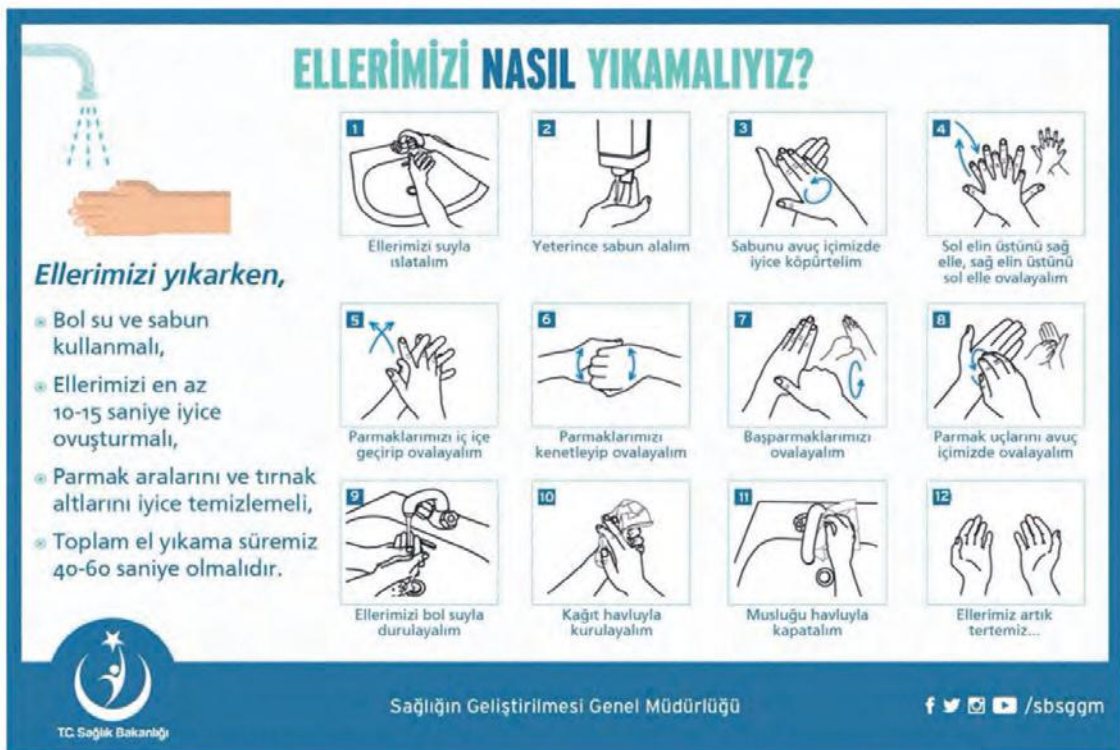 ELLERİMİZİ NASIL YIKAMALIYIZ?
Ellerimizi yıkarken,
Bol su ve sabun
kullanmalı,
Ellerimizi en az
10-15 saniye iyice
ovuşturmalı,
Parmak aralarını ve tırnak
altlarını iyice temizlemeli,
Toplam el yıkama süremiz
40-60 saniye olmalıdır.
1
Ellerimizi suyla
ıslatalım
2
Yeterince sabun alalım
3
Sabunu avuç içimizde
iyice köpürtelim
4
Sol elin üstünü sağ
elle, sağ elin üstünü
sol elle ovalayalım
5
Parmaklarımızı iç içe
geçirip ovalayalım
6
Parmaklarımızı
kenetleyip ovalayalım
7
Başparmaklarımızı
ovalayalım
8
Parmak uçlarını avuç
içimizde ovalayalım
9
Ellerimizi bol suyla
durulayalım
10
Kağıt havluyla
kurulayalım
11
Musluğu havluyla
kapatalım
12
Ellerimiz artık
tertemiz...
T.C. Sağlık Bakanlığı
Sağlığın Geliştirilmesi Genel Müdürlüğü
/sbsggm